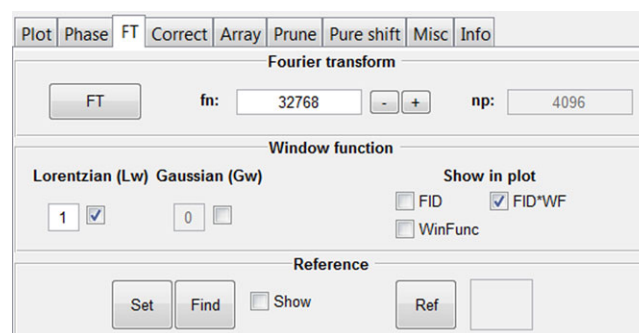 Plot Phase FT Correct Array Prune Pure shift Misc Info
Fourier transform
FT fn: 32768 - + np: 4096
Window function
Lorentzian (Lw) Gaussian (Gw) Show in plot
FID FID*WF
1 0
WinFunc
Reference
Set Find Show Ref